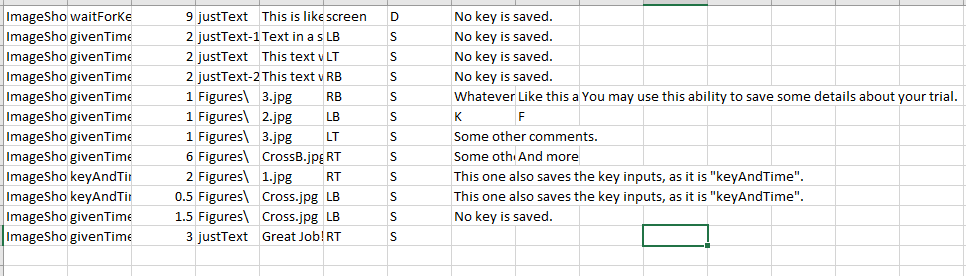 ImageSho waitForKe 9 justText This is like screen D No key is saved.
ImageSho givenTime 2 justText-1 Text in a s LB S No key is saved.
ImageSho givenTime 2 justText This text v LT S No key is saved.
ImageSho givenTime 2 justText-2 This text v RB S No key is saved.
ImageSho givenTime 1 Figures\ 3.jpg RB S Whatever Like this a You may use this ability to save some details about your trial.
ImageSho givenTime 1 Figures\ 2.jpg LB S K F
ImageSho givenTime 1 Figures\ 3.jpg LT S Some other comments.
ImageSho givenTime 6 Figures\ CrossB.jpg RT S Some othe And more
ImageSho keyAndTir 2 Figures\ 1.jpg RT S This one also saves the key inputs, as it is "keyAndTime".
ImageSho keyAndTir 0.5 Figures\ Cross.jpg LB S This one also saves the key inputs, as it is "keyAndTime".
ImageSho givenTime 1.5 Figures\ Cross.jpg LB S No key is saved.
ImageSho givenTime 3 justText Great Job! RT S